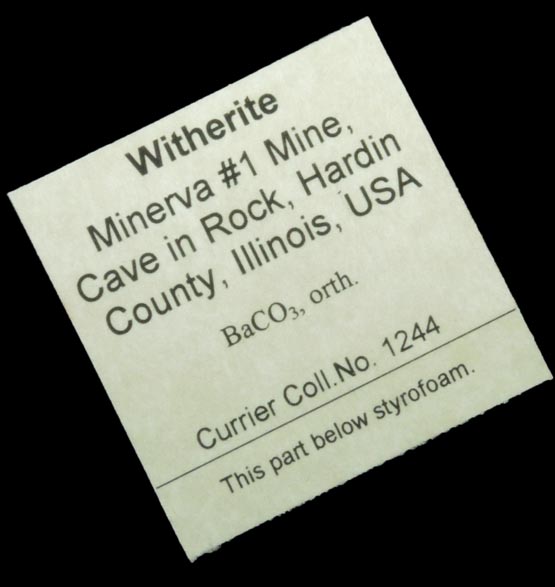 Witherite
Minerva #1 Mine,
Cave in Rock, Hardin
County, Illinois, USA
BaCO₃, orth.
Currier Coll.No. 1244
This part below styrofoam.